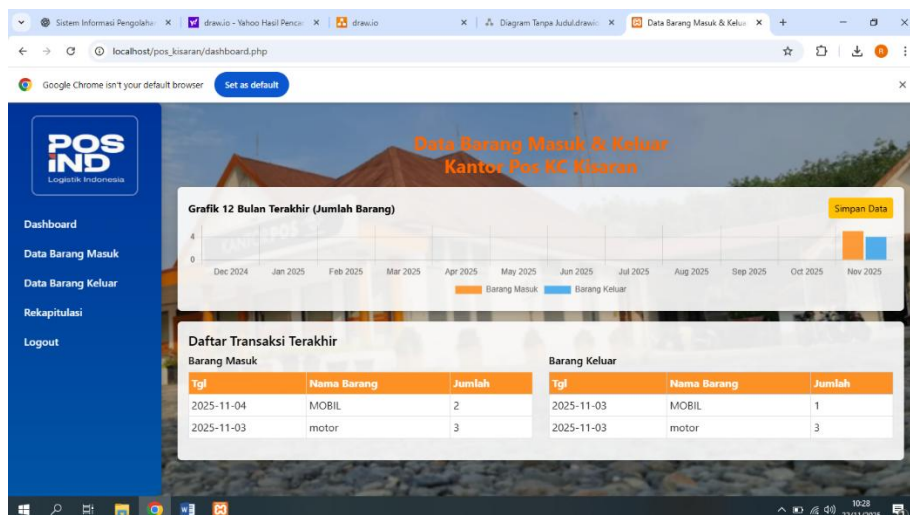 Sistem Informasi Pengolahan
draw.io - Yahoo Hasil Pencar
draw.io
Diagram Tanpa Judul.drawio
Data Barang Masuk & Kelua
localhost/pos_kisaran/dashboard.php
Google Chrome isn't your default browser
Set as default
POS
IND
Logistik Indonesia
Dashboard
Data Barang Masuk
Data Barang Keluar
Rekapitulasi
Logout
Data Barang Masuk & Keluar
Kantor Pos KC Kisaran
Grafik 12 Bulan Terakhir (Jumlah Barang)
Simpan Data
4
0
Dec 2024 Jan 2025 Feb 2025 Mar 2025 Apr 2025 May 2025 Jun 2025 Jul 2025 Aug 2025 Sep 2025 Oct 2025 Nov 2025
Barang Masuk Barang Keluar
Daftar Transaksi Terakhir
Barang Masuk
Tgl Nama Barang Jumlah
2025-11-04 MOBIL 2
2025-11-03 motor 3
Barang Keluar
Tgl Nama Barang Jumlah
2025-11-03 MOBIL 1
2025-11-03 motor 3
10:28